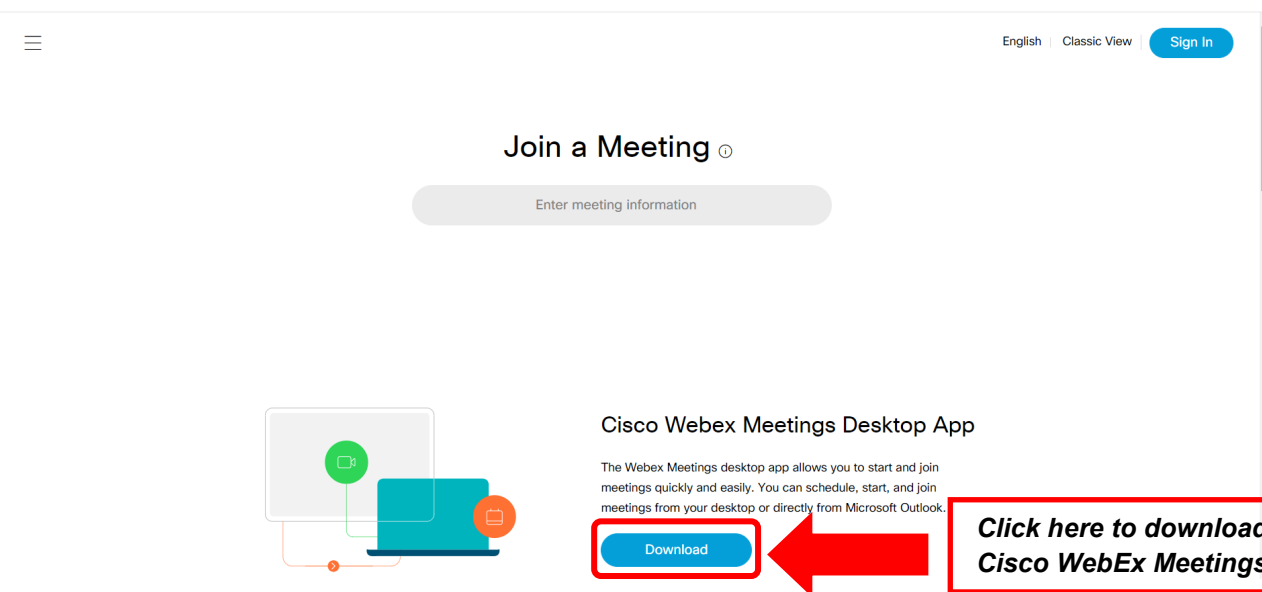 English | Classic View | Sign In
Join a Meeting
Enter meeting information
Cisco Webex Meetings Desktop App
The Webex Meetings desktop app allows you to start and join
meetings quickly and easily. You can schedule, start, and join
meetings from your desktop or directly from Microsoft Outlook.
Download
Click here to download
Cisco WebEx Meetings